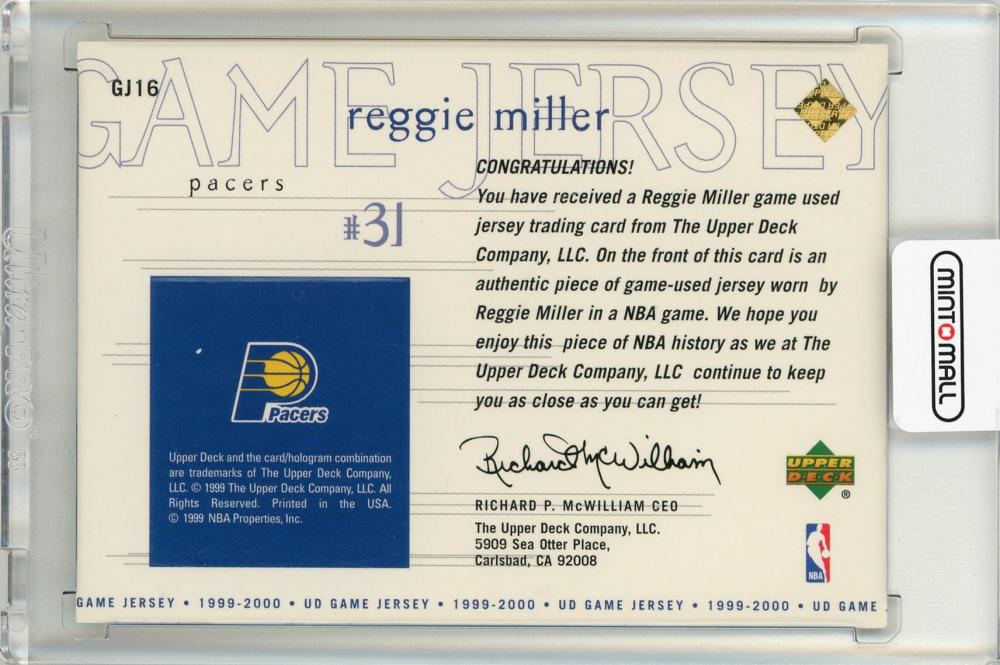 GAME JERSEY
GJ16
reggie miller
pacers
#31
CONGRATULATIONS!
You have received a Reggie Miller game used
jersey trading card from The Upper Deck
Company, LLC. On the front of this card is an
authentic piece of game-used jersey worn by
Reggie Miller in a NBA game. We hope you
enjoy this piece of NBA history as we at The
Upper Deck Company, LLC continue to keep
you as close as you can get!
Richard P McWilliam
RICHARD P. McWILLIAM CEO
The Upper Deck Company, LLC.
5909 Sea Otter Place,
Carlsbad, CA 92008
UPPER
D·E·C·K
®
NBA
P
Pacers
Upper Deck and the card/hologram combination
are trademarks of The Upper Deck Company,
LLC. © 1999 The Upper Deck Company, LLC. All
Rights Reserved. Printed in the USA.
© 1999 NBA Properties, Inc.
GAME JERSEY • 1999-2000 • UD GAME JERSEY • 1999-2000 • UD GAME JERSEY • 1999-2000 • UD GAME
MINT MALL
Ultra PRO®